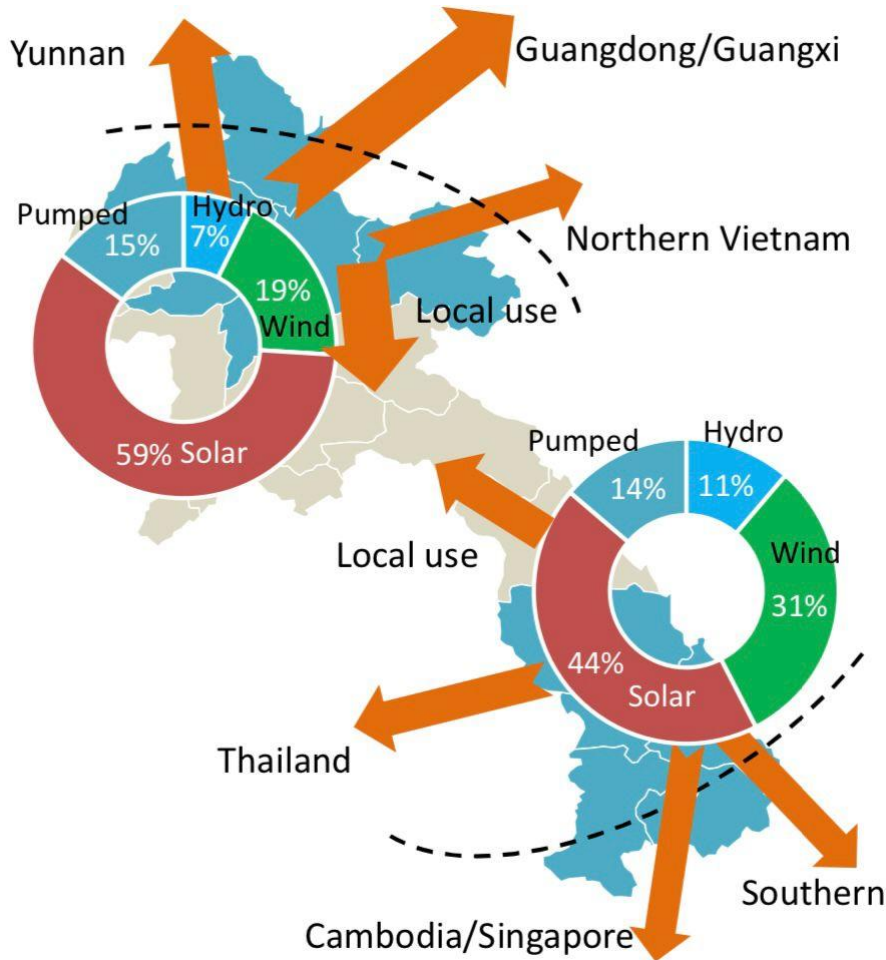 Yunnan
Guangdong/Guangxi
Pumped
15%
Hydro
7%
19%
Wind
Northern Vietnam
Local use
59% Solar
Pumped
14%
Hydro
11%
Wind
31%
Local use
44%
Solar
Thailand
Southern
Cambodia/Singapore